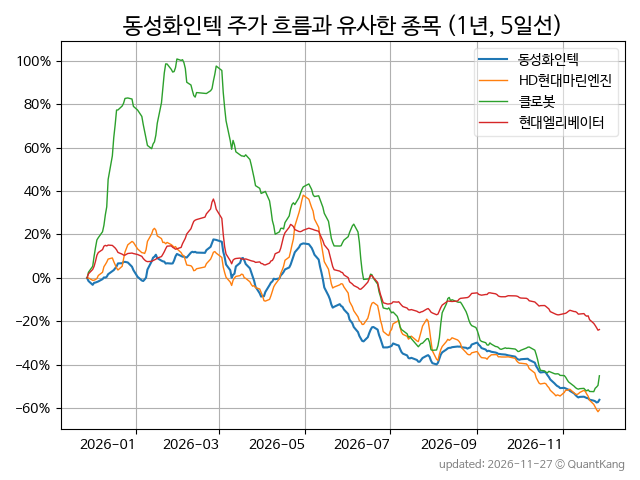 동성화인텍 주가 흐름과 유사한 종목 (1년, 5일선)
동성화인텍
HD현대마린엔진
클로봇
현대엘리베이터
100%
80%
60%
40%
20%
0%
−20%
−40%
−60%
2026-01 2026-03 2026-05 2026-07 2026-09 2026-11
updated: 2026-11-27 © QuantKang